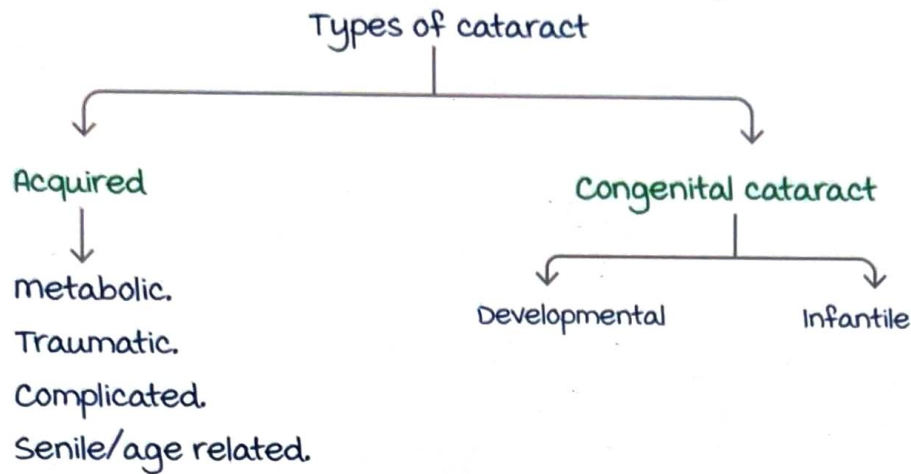 Types of cataract
Acquired
Congenital cataract
metabolic.
Traumatic.
Complicated.
Senile/age related.
Developmental
Infantile